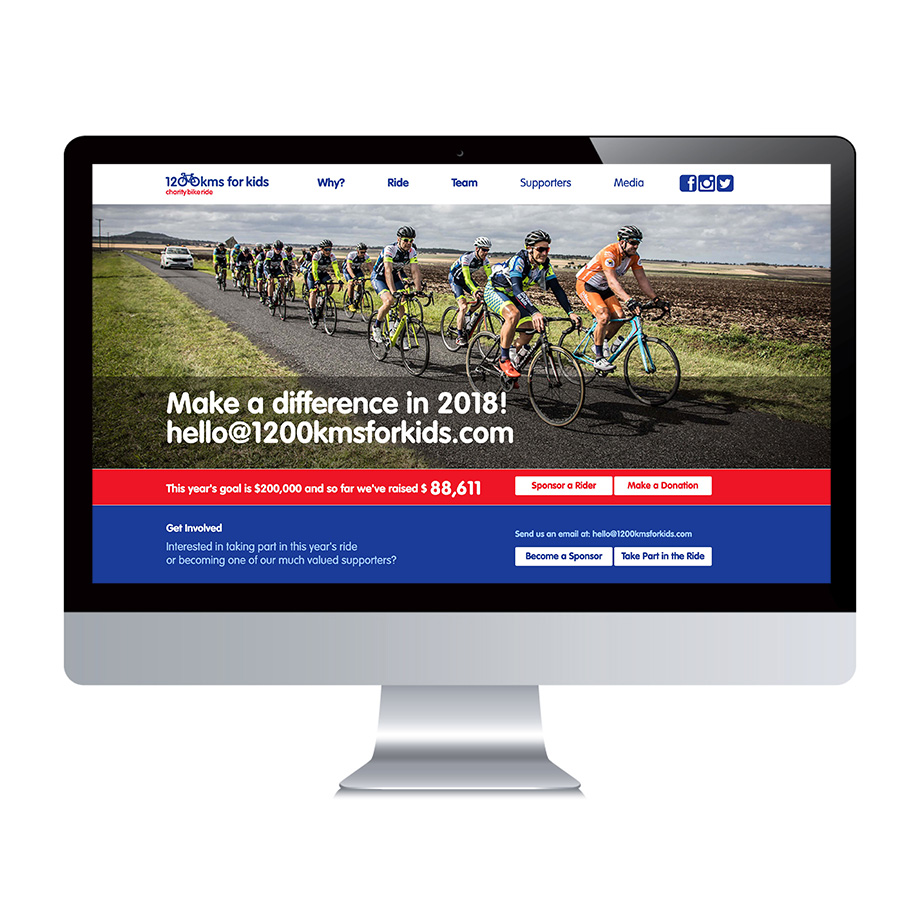 1200kms for kids
charity bike ride
Why? Ride Team Supporters Media
Make a difference in 2018!
hello@1200kmsforkids.com
This year's goal is $200,000 and so far we've raised $ 88,611
Sponsor a Rider Make a Donation
Get Involved
Interested in taking part in this year's ride
or becoming one of our much valued supporters?
Send us an email at: hello@1200kmsforkids.com
Become a Sponsor Take Part in the Ride